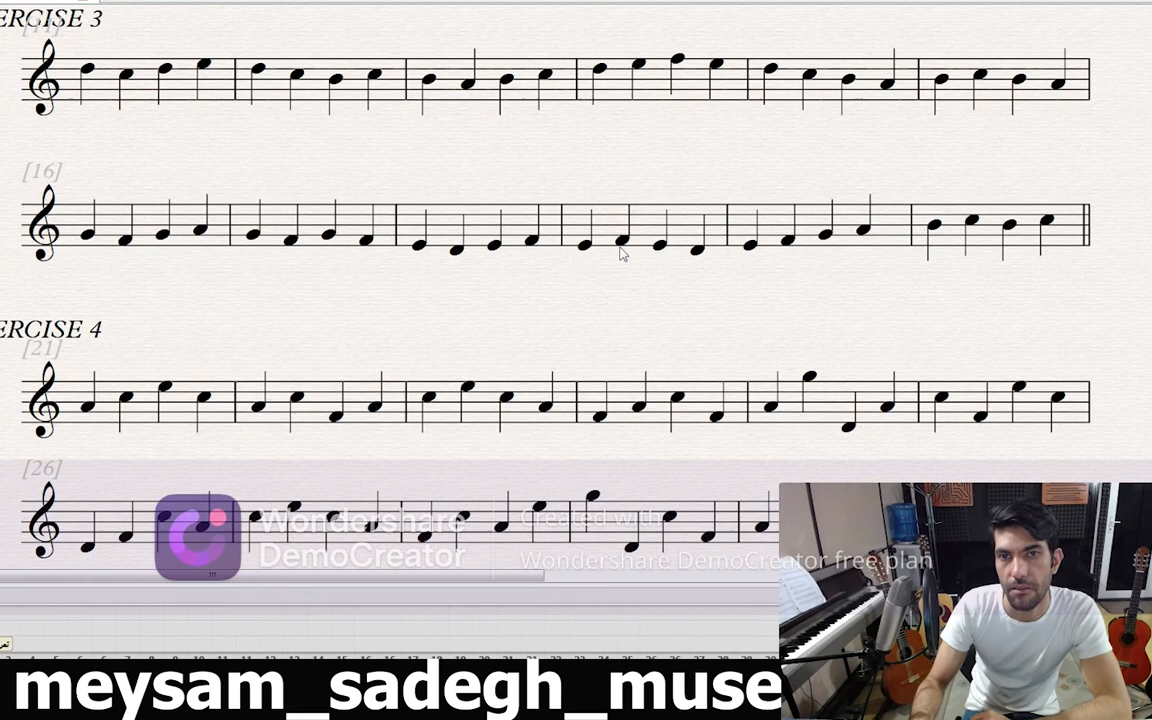 ERCISE 3
[11]
[16]
ERCISE 4
[21]
[26]
Wondershare
DemoCreator
Created with
Wondershare DemoCreator free plan
meysam_sadegh_muse